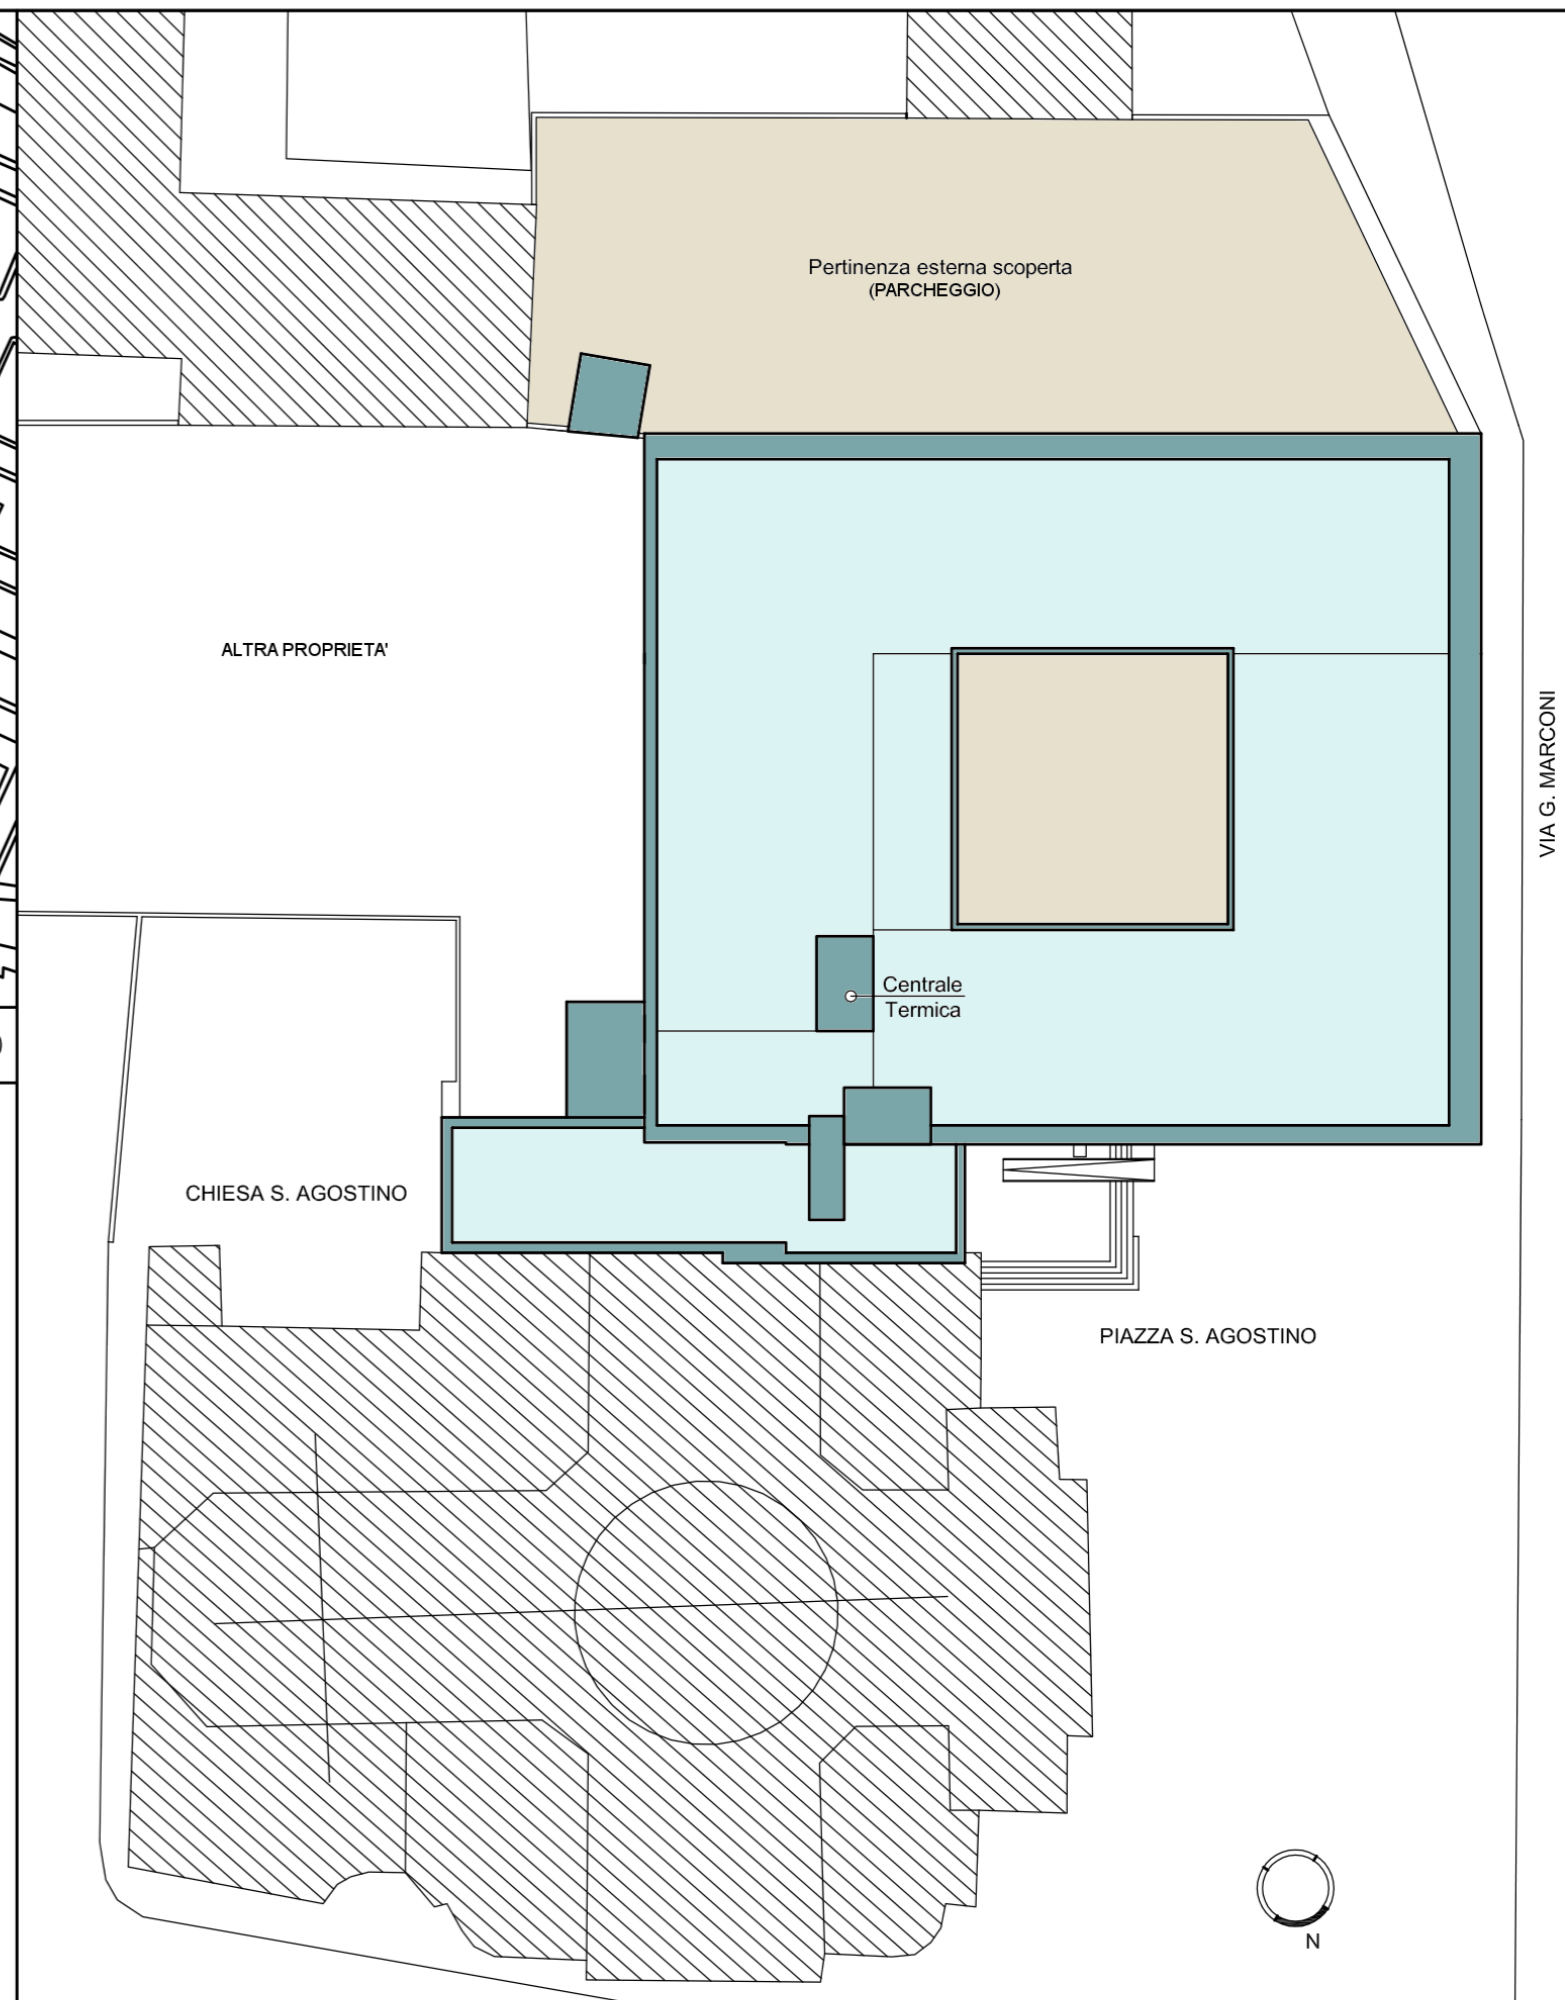 Pertinenza esterna scoperta
(PARCHEGGIO)
ALTRA PROPRIETA'
VIA G. MARCONI
Centrale
Termica
CHIESA S. AGOSTINO
PIAZZA S. AGOSTINO
N